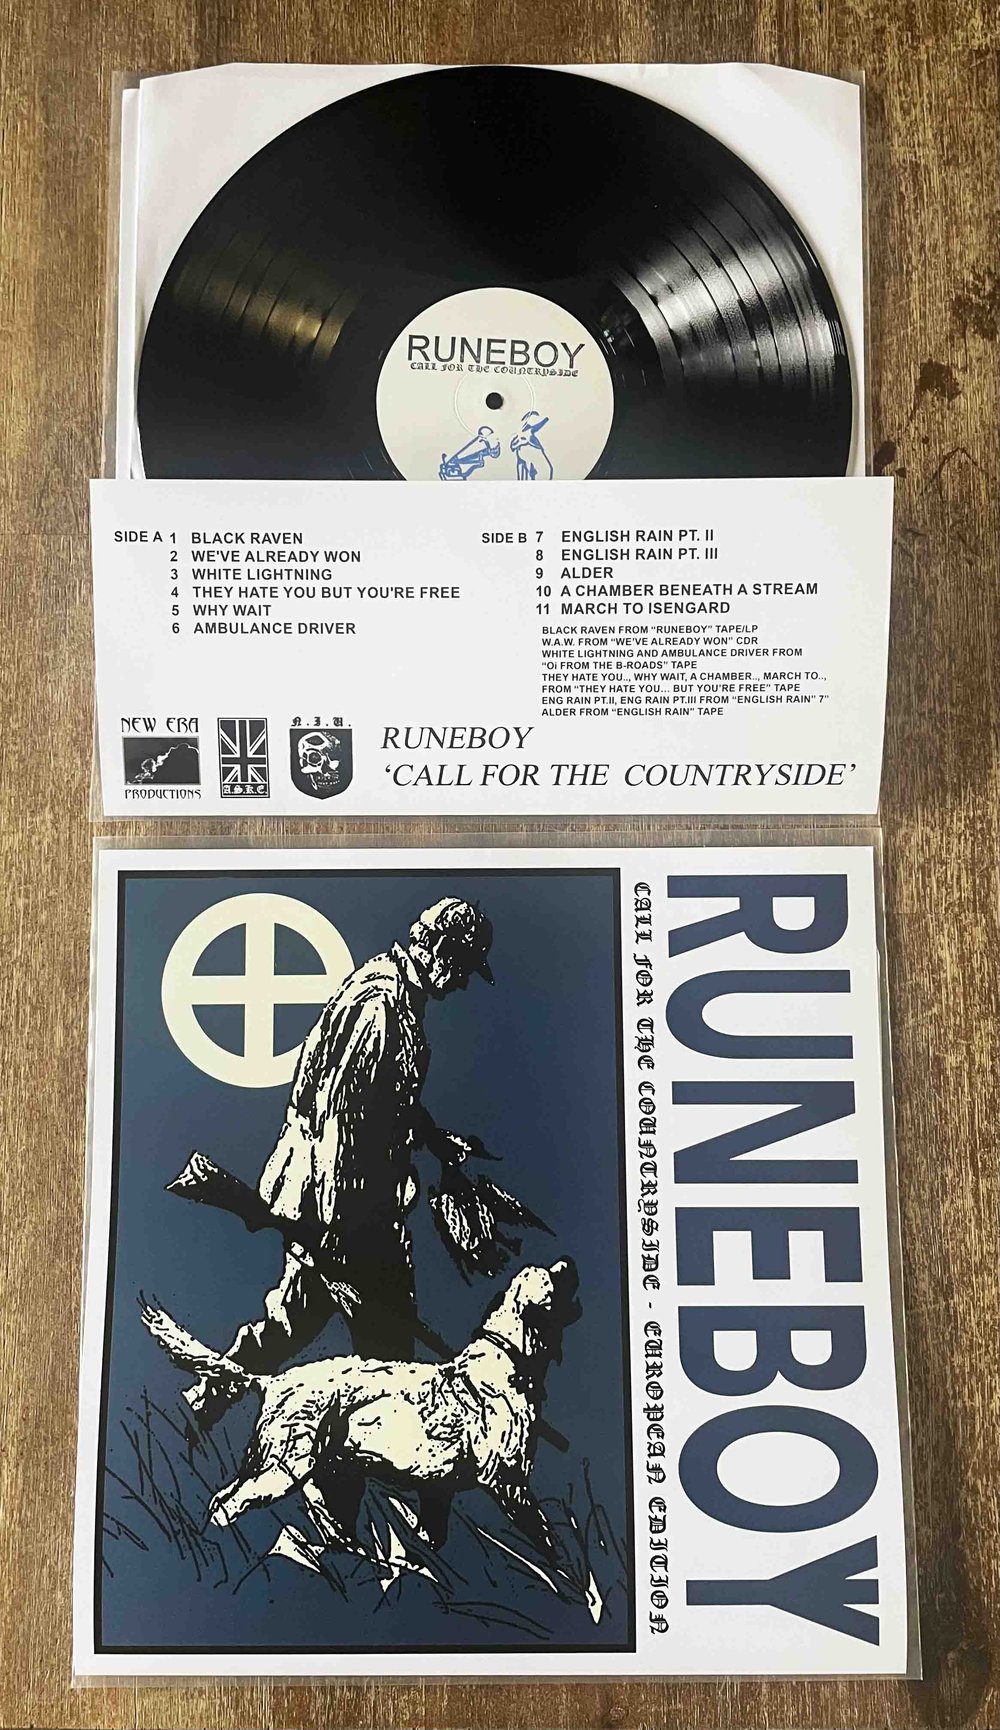 RUNEBOY
CALL FOR THE COUNTRYSIDE
SIDE A 1 BLACK RAVEN
2 WE'VE ALREADY WON
3 WHITE LIGHTNING
4 THEY HATE YOU BUT YOU'RE FREE
5 WHY WAIT
6 AMBULANCE DRIVER
SIDE B 7 ENGLISH RAIN PT. II
8 ENGLISH RAIN PT. III
9 ALDER
10 A CHAMBER BENEATH A STREAM
11 MARCH TO ISENGARD
BLACK RAVEN FROM “RUNEBOY” TAPE/LP
W.A.W. FROM “WE'VE ALREADY WON” CDR
WHITE LIGHTNING AND AMBULANCE DRIVER FROM
“Oi FROM THE B-ROADS” TAPE
THEY HATE YOU.., WHY WAIT, A CHAMBER.., MARCH TO..,
FROM “THEY HATE YOU... BUT YOU'RE FREE” TAPE
ENG RAIN PT.II, ENG RAIN PT.III FROM “ENGLISH RAIN” 7”
ALDER FROM “ENGLISH RAIN” TAPE
NEW ERA
PRODUCTIONS
A.S.K.E.
N.I.U.
RUNEBOY
‘CALL FOR THE COUNTRYSIDE’
RUNEBOY
CALL FOR THE COUNTRYSIDE - EUROPEAN EDITION